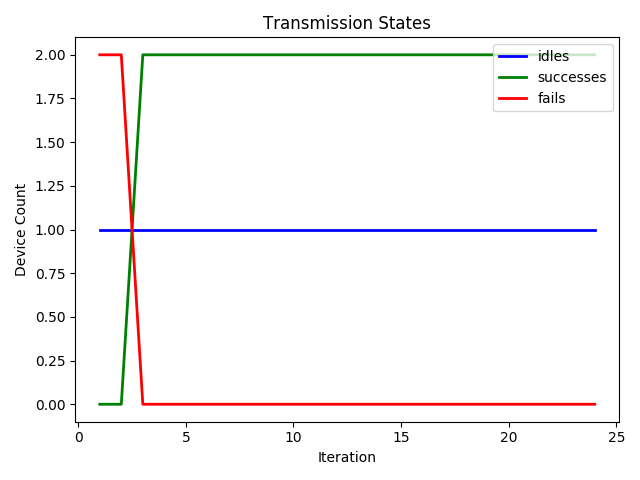 Transmission States
2.00
1.75
1.50
1.25
1.00
0.75
0.50
0.25
0.00
Device Count
idles
successes
fails
0 5 10 15 20 25
Iteration